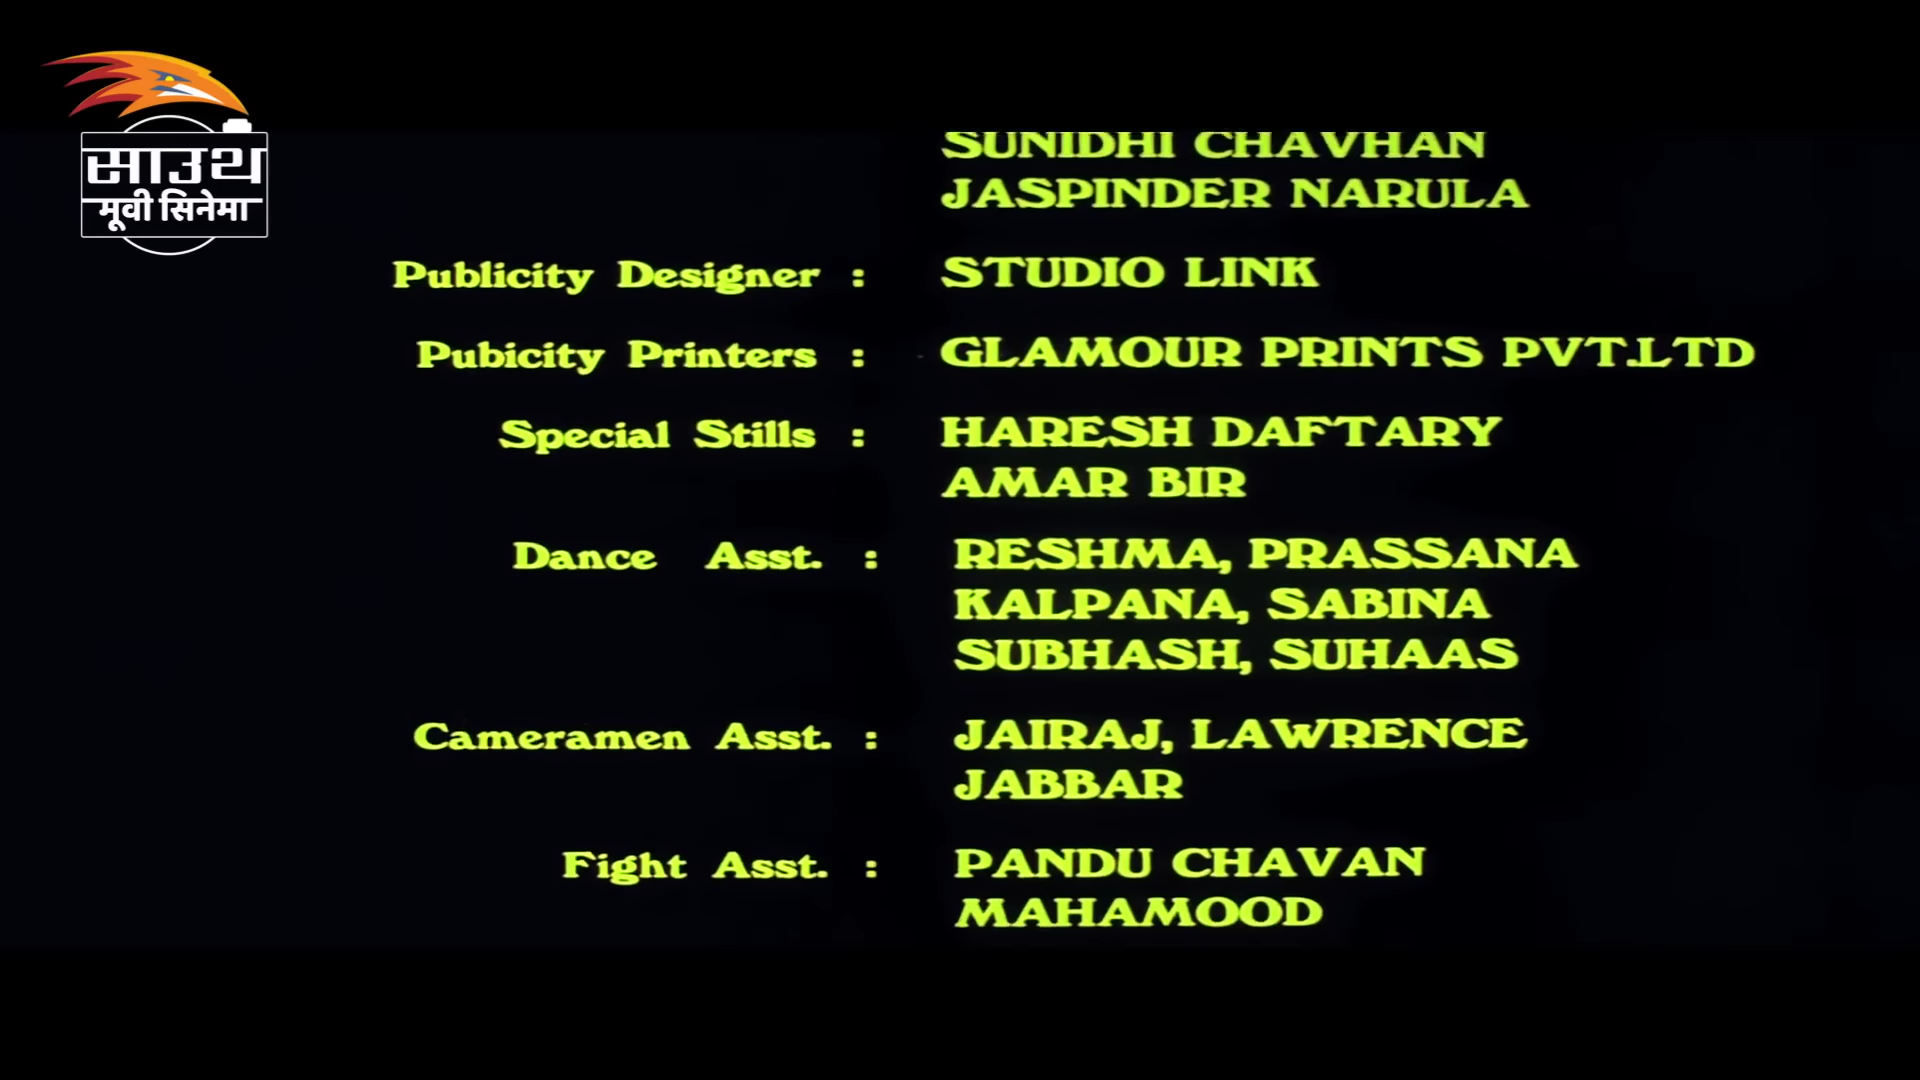 साउथ
मूवी सिनेमा
SUNIDHI CHAVHAN
JASPINDER NARULA
Publicity Designer : STUDIO LINK
Pubicity Printers : GLAMOUR PRINTS PVT.LTD
Special Stills : HARESH DAFTARY
AMAR BIR
Dance Asst. : RESHMA, PRASSANA
KALPANA, SABINA
SUBHASH, SUHAAS
Cameramen Asst. : JAIRAJ, LAWRENCE
JABBAR
Fight Asst. : PANDU CHAVAN
MAHAMOOD